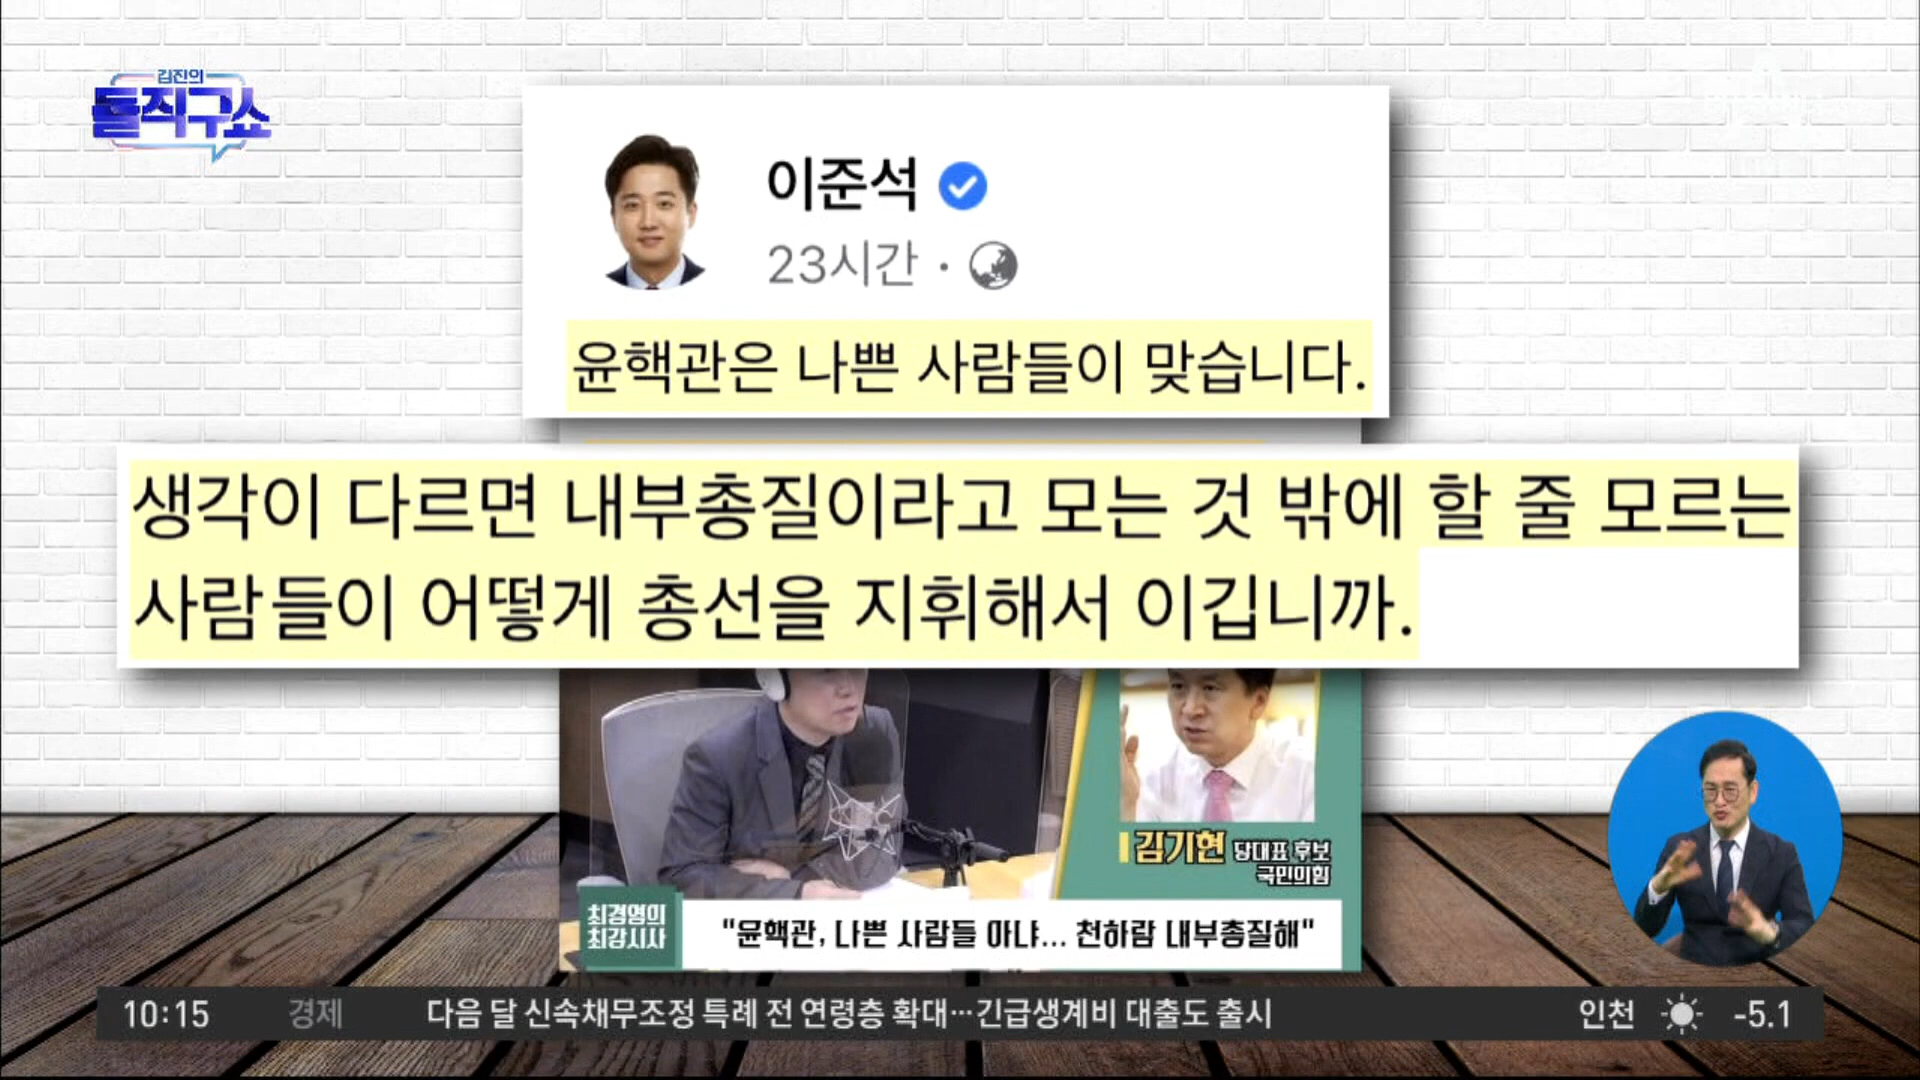 김진의
돌직구쇼
이준석
23시간 ·
윤핵관은 나쁜 사람들이 맞습니다.
생각이 다르면 내부총질이라고 모는 것 밖에 할 줄 모르는
사람들이 어떻게 총선을 지휘해서 이깁니까.
김기현 당대표 후보
국민의힘
최경영의
최강시사
"윤핵관, 나쁜 사람들 아냐... 천하람 내부총질해"
10:15 경제 다음 달 신속채무조정 특례 전 연령층 확대…긴급생계비 대출도 출시 인천 -5.1